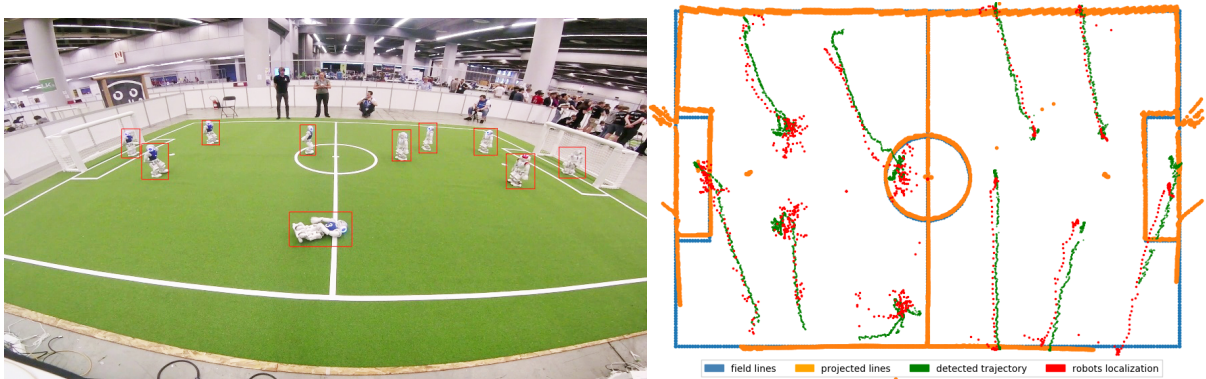 field lines
projected lines
detected trajectory
robots localization